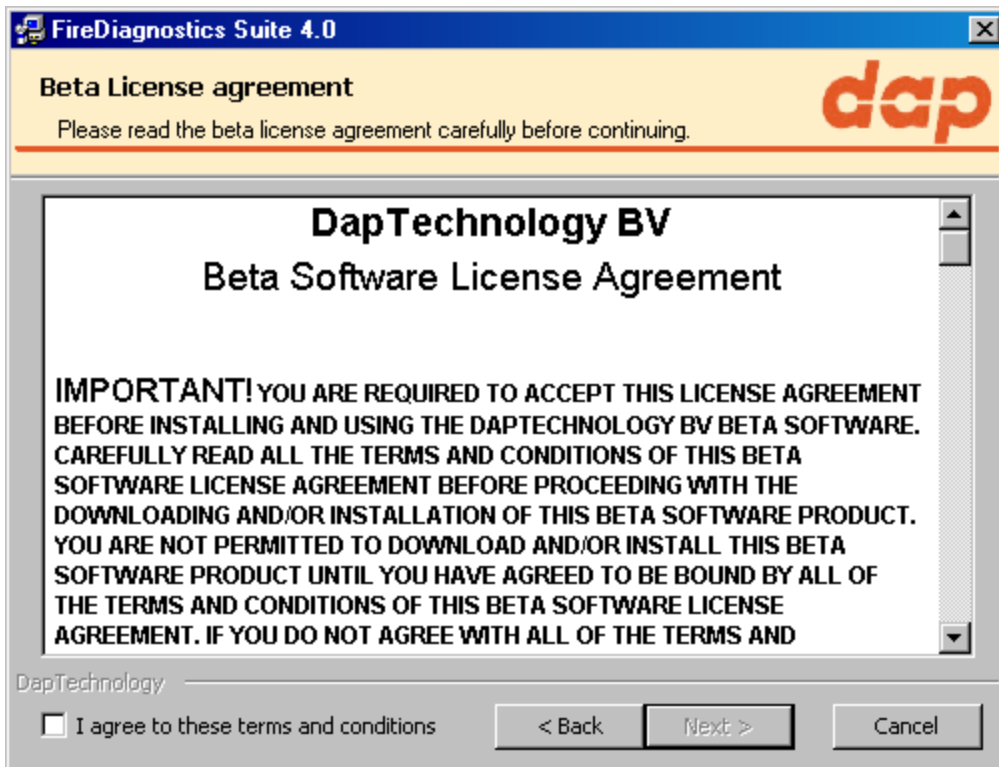 FireDiagnostics Suite 4.0
Beta License agreement
Please read the beta license agreement carefully before continuing.
dap
DapTechnology BV
Beta Software License Agreement
IMPORTANT! YOU ARE REQUIRED TO ACCEPT THIS LICENSE AGREEMENT
BEFORE INSTALLING AND USING THE DAPTECHNOLOGY BV BETA SOFTWARE.
CAREFULLY READ ALL THE TERMS AND CONDITIONS OF THIS BETA
SOFTWARE LICENSE AGREEMENT BEFORE PROCEEDING WITH THE
DOWNLOADING AND/OR INSTALLATION OF THIS BETA SOFTWARE PRODUCT.
YOU ARE NOT PERMITTED TO DOWNLOAD AND/OR INSTALL THIS BETA
SOFTWARE PRODUCT UNTIL YOU HAVE AGREED TO BE BOUND BY ALL OF
THE TERMS AND CONDITIONS OF THIS BETA SOFTWARE LICENSE
AGREEMENT. IF YOU DO NOT AGREE WITH ALL OF THE TERMS AND
DapTechnology
I agree to these terms and conditions
< Back
Next >
Cancel